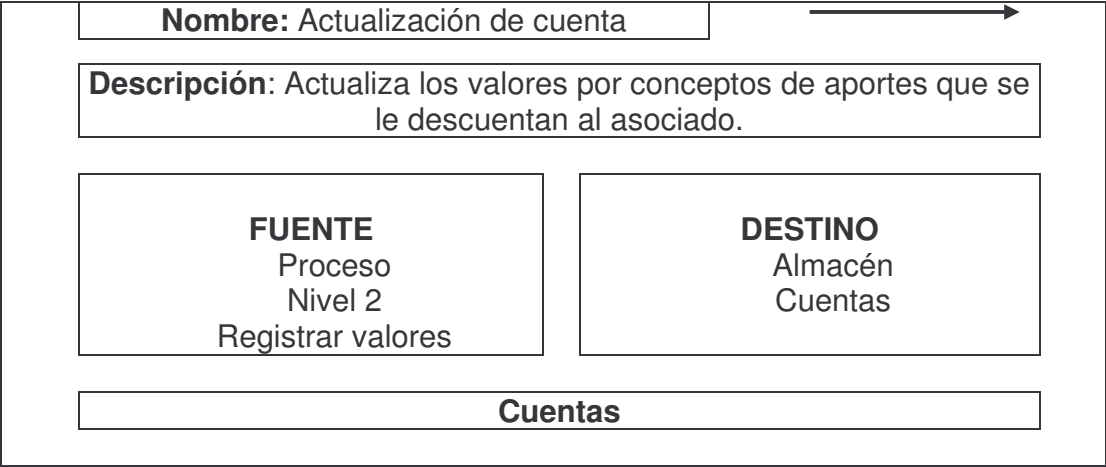 Nombre: Actualización de cuenta
Descripción: Actualiza los valores por conceptos de aportes que se
le descuentan al asociado.
FUENTE
Proceso
Nivel 2
Registrar valores
DESTINO
Almacén
Cuentas
Cuentas